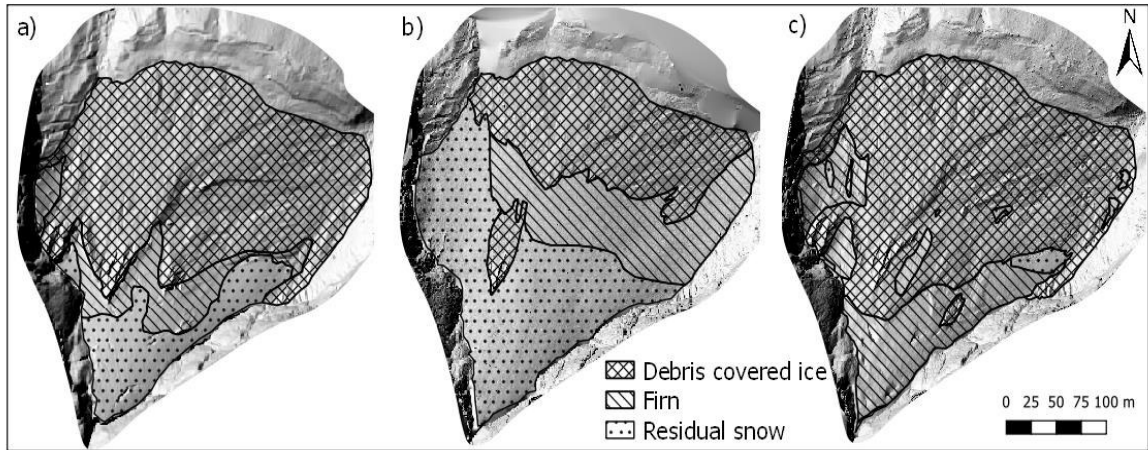 a)
b)
c)
N
Debris covered ice
Firn
Residual snow
0 25 50 75 100 m